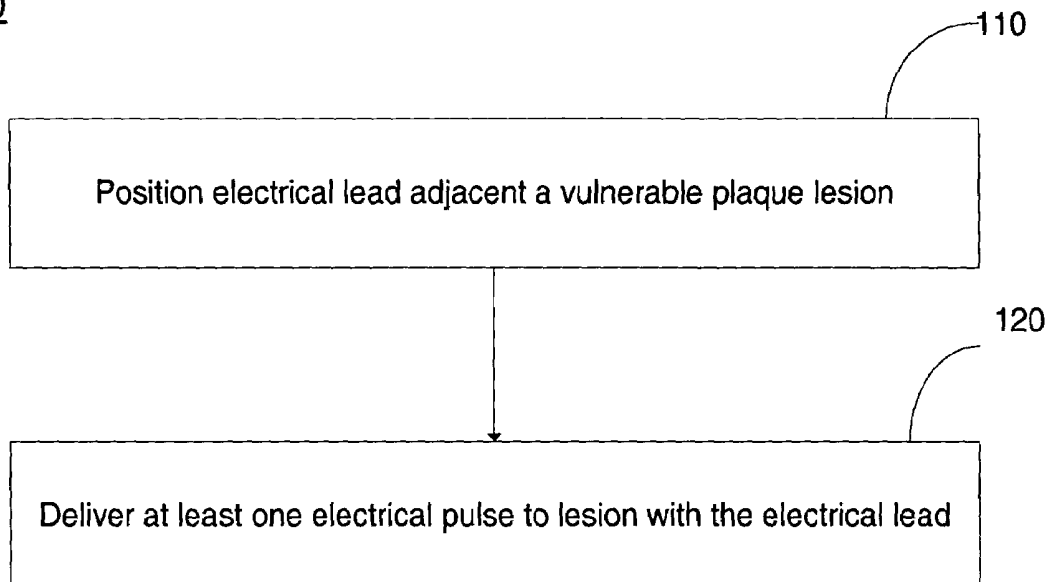 110
Position electrical lead adjacent a vulnerable plaque lesion
120
Deliver at least one electrical pulse to lesion with the electrical lead